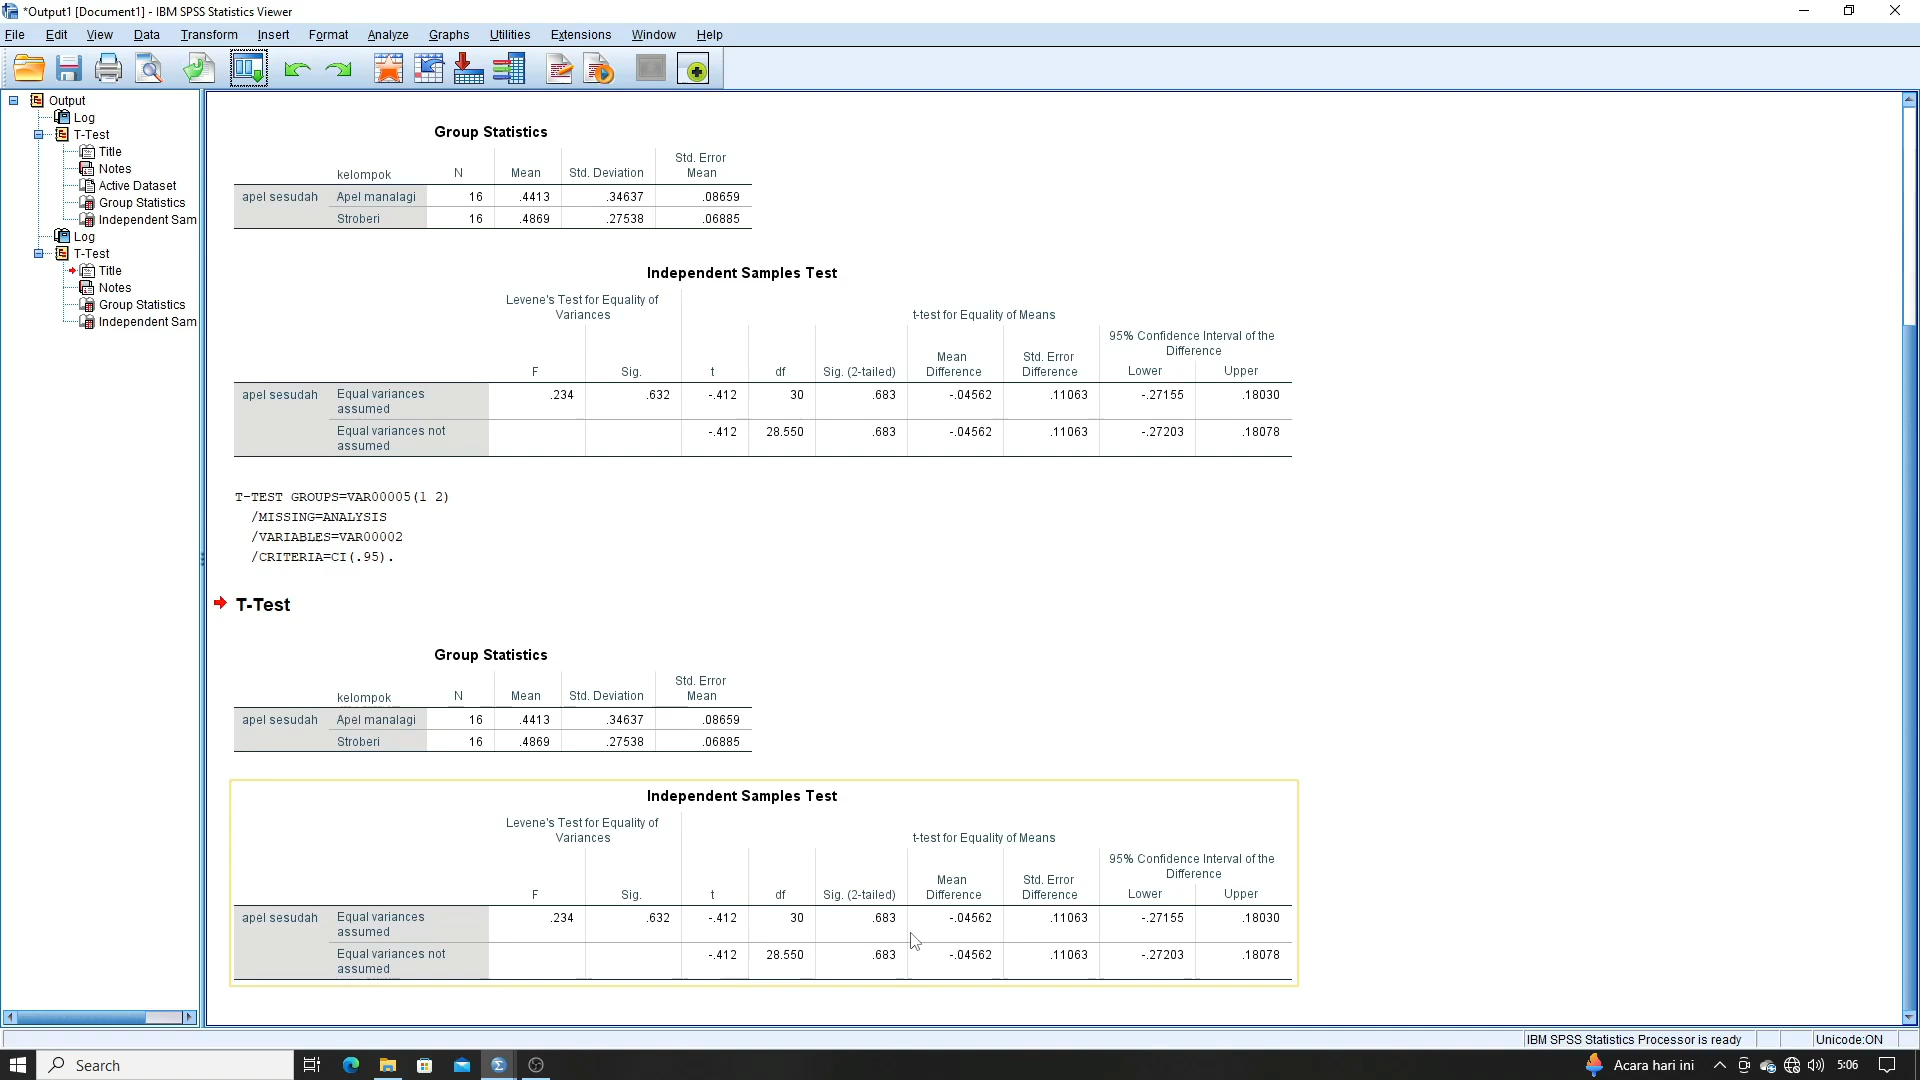 *Output1 [Document1] - IBM SPSS Statistics Viewer
File Edit View Data Transform Insert Format Analyze Graphs Utilities Extensions Window Help
Output
Log
T-Test
Title
Notes
Active Dataset
Group Statistics
Independent Sam
Log
T-Test
Title
Notes
Group Statistics
Independent Sam
Group Statistics
kelompok N Mean Std. Deviation Std. Error Mean
apel sesudah Apel manalagi 16 .4413 .34637 .08659
Stroberi 16 .4869 .27538 .06885
Independent Samples Test
Levene's Test for Equality of Variances
t-test for Equality of Means
95% Confidence Interval of the Difference
F Sig. t df Sig. (2-tailed) Mean Difference Std. Error Difference Lower Upper
apel sesudah Equal variances assumed .234 .632 -.412 30 .683 -.04562 .11063 -.27155 .18030
Equal variances not assumed -.412 28.550 .683 -.04562 .11063 -.27203 .18078
T-TEST GROUPS=VAR00005(1 2)
/MISSING=ANALYSIS
/VARIABLES=VAR00002
/CRITERIA=CI(.95).
T-Test
Group Statistics
kelompok N Mean Std. Deviation Std. Error Mean
apel sesudah Apel manalagi 16 .4413 .34637 .08659
Stroberi 16 .4869 .27538 .06885
Independent Samples Test
Levene's Test for Equality of Variances
t-test for Equality of Means
95% Confidence Interval of the Difference
F Sig. t df Sig. (2-tailed) Mean Difference Std. Error Difference Lower Upper
apel sesudah Equal variances assumed .234 .632 -.412 30 .683 -.04562 .11063 -.27155 .18030
Equal variances not assumed -.412 28.550 .683 -.04562 .11063 -.27203 .18078
IBM SPSS Statistics Processor is ready Unicode:ON
Search Acara hari ini 5:06